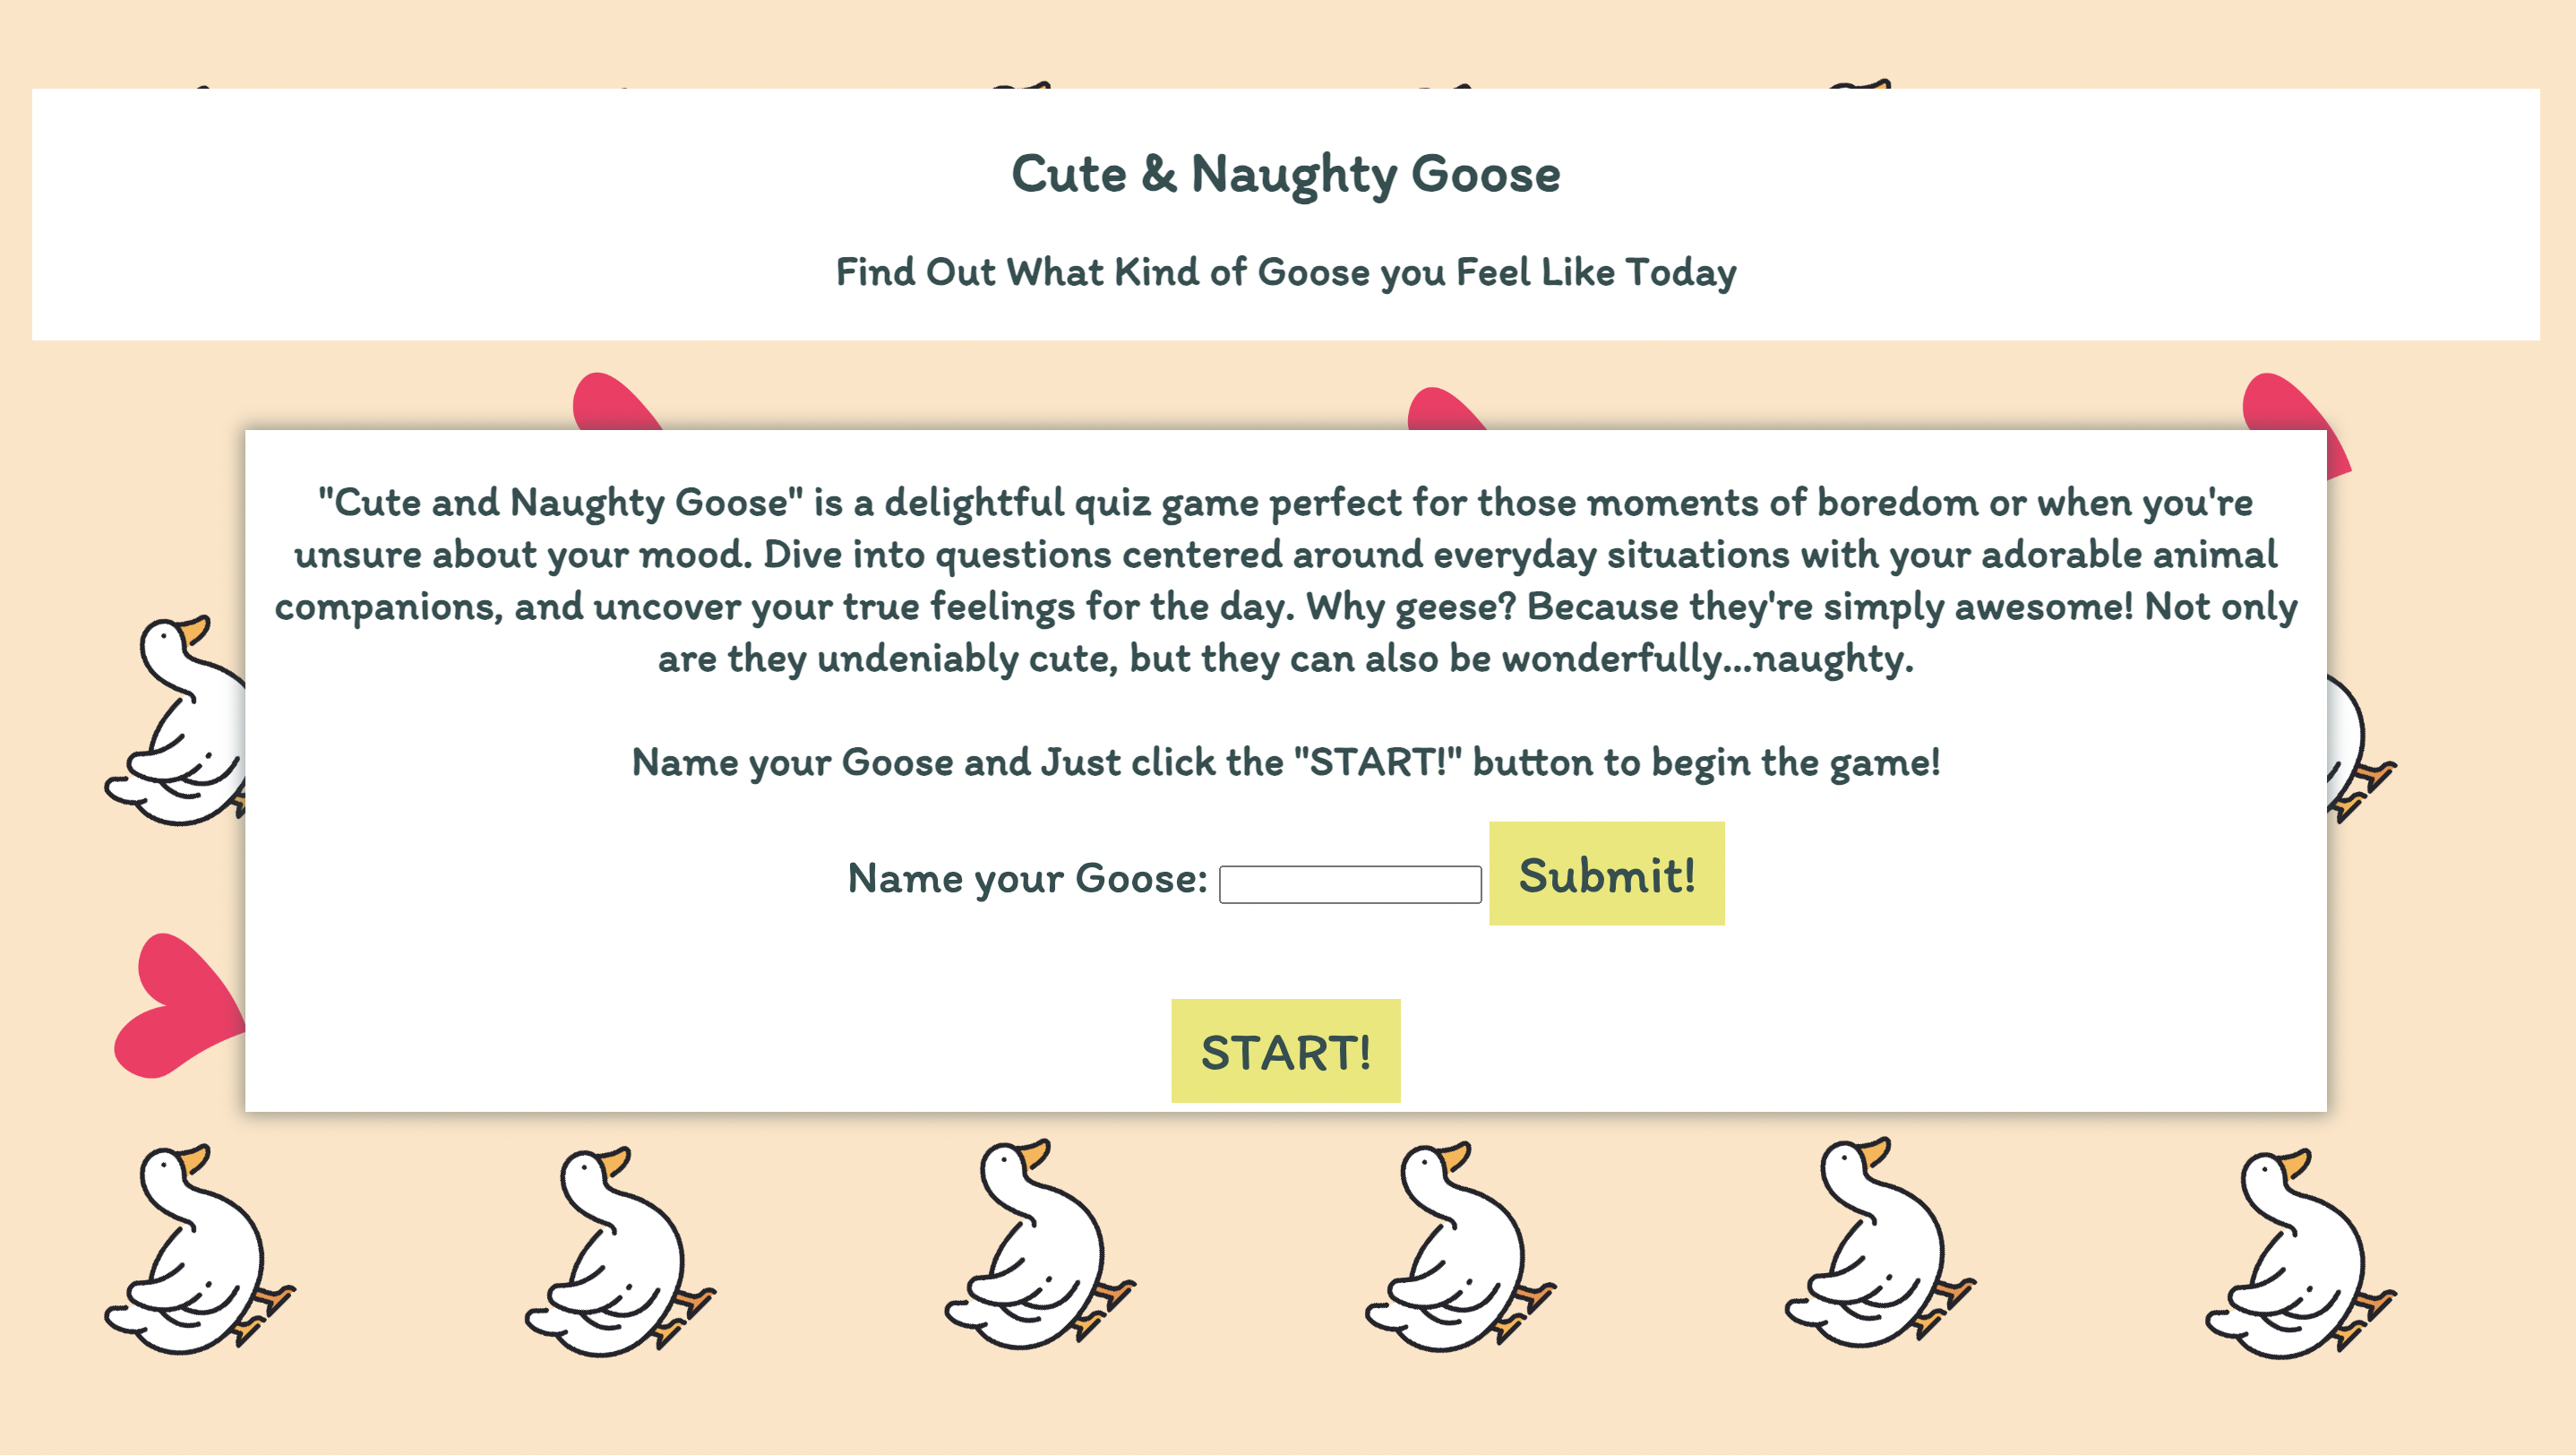 Cute & Naughty Goose
Find Out What Kind of Goose you Feel Like Today
"Cute and Naughty Goose" is a delightful quiz game perfect for those moments of boredom or when you're
unsure about your mood. Dive into questions centered around everyday situations with your adorable animal
companions, and uncover your true feelings for the day. Why geese? Because they're simply awesome! Not only
are they undeniably cute, but they can also be wonderfully...naughty.
Name your Goose and Just click the "START!" button to begin the game!
Name your Goose: Submit!
START!